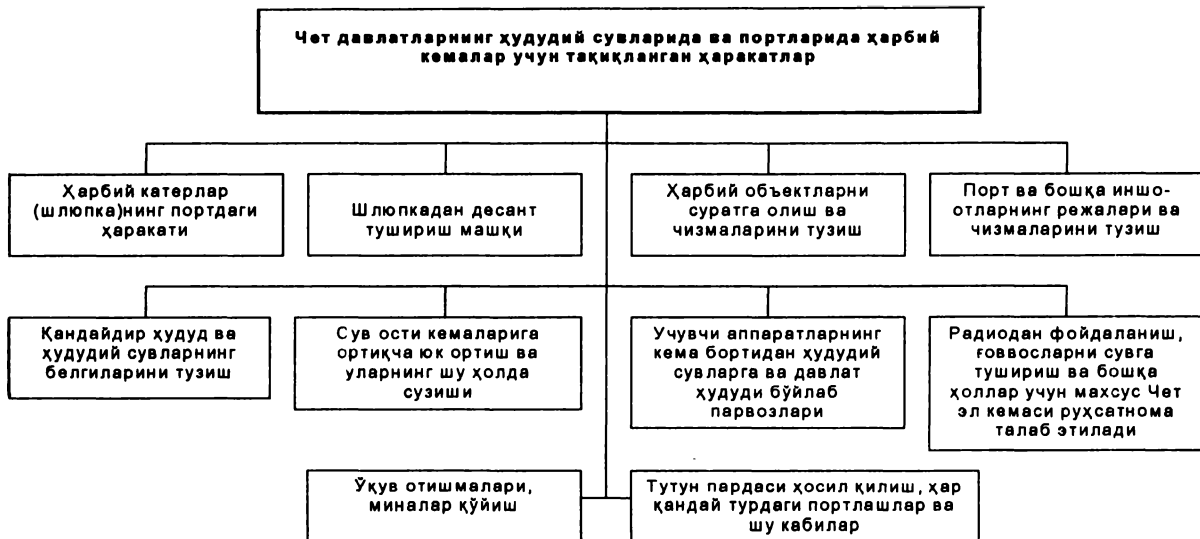 Чет давлатларнинг ҳудудий сувларида ва портларида ҳарбий
кемалар учун тақиқланган ҳаракатлар
Ҳарбий катерлар
(шлюпка)нинг портдаги
ҳаракати
Шлюпкадан десант
тушириш машқи
Ҳарбий объектларни
суратга олиш ва
чизмаларини тузиш
Порт ва бошқа иншо-
отларнинг режалари ва
чизмаларини тузиш
Қандайдир ҳудуд ва
ҳудудий сувларнинг
белгиларини тузиш
Сув ости кемаларига
ортиқча юк ортиш ва
уларнинг шу ҳолда
сузиши
Учувчи аппаратларнинг
кема бортидан ҳудудий
сувларга ва давлат
ҳудуди бўйлаб
парвозлари
Радиодан фойдаланиш,
ғоввосларни сувга
тушириш ва бошқа
ҳоллар учун махсус Чет
эл кемаси руҳсатнома
талаб этилади
Ўқув отишмалари,
миналар қўйиш
Тутун пардаси ҳосил қилиш, ҳар
қандай турдаги портлашлар ва
шу кабилар